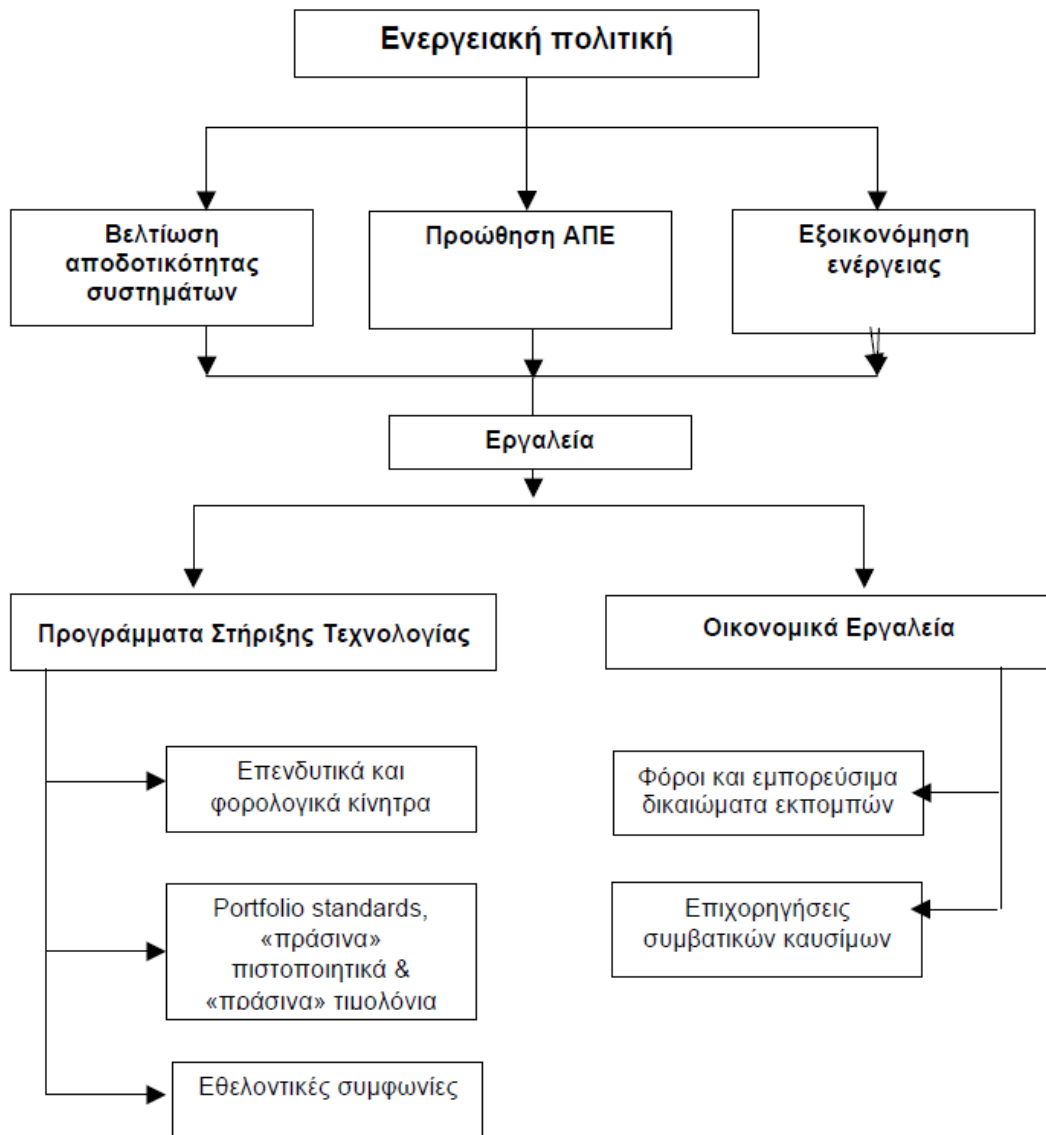 Ενεργειακή πολιτική
Βελτίωση
αποδοτικότητας
συστημάτων
Προώθηση ΑΠΕ
Εξοικονόμηση
ενέργειας
Εργαλεία
Προγράμματα Στήριξης Τεχνολογίας
Επενδυτικά και
φορολογικά κίνητρα
Portfolio standards,
«πράσινα»
πιστοποιητικά &
«πράσινα» τιμολόγια
Εθελοντικές συμφωνίες
Οικονομικά Εργαλεία
Φόροι και εμπορεύσιμα
δικαιώματα εκπομπών
Επιχορηγήσεις
συμβατικών καυσίμων